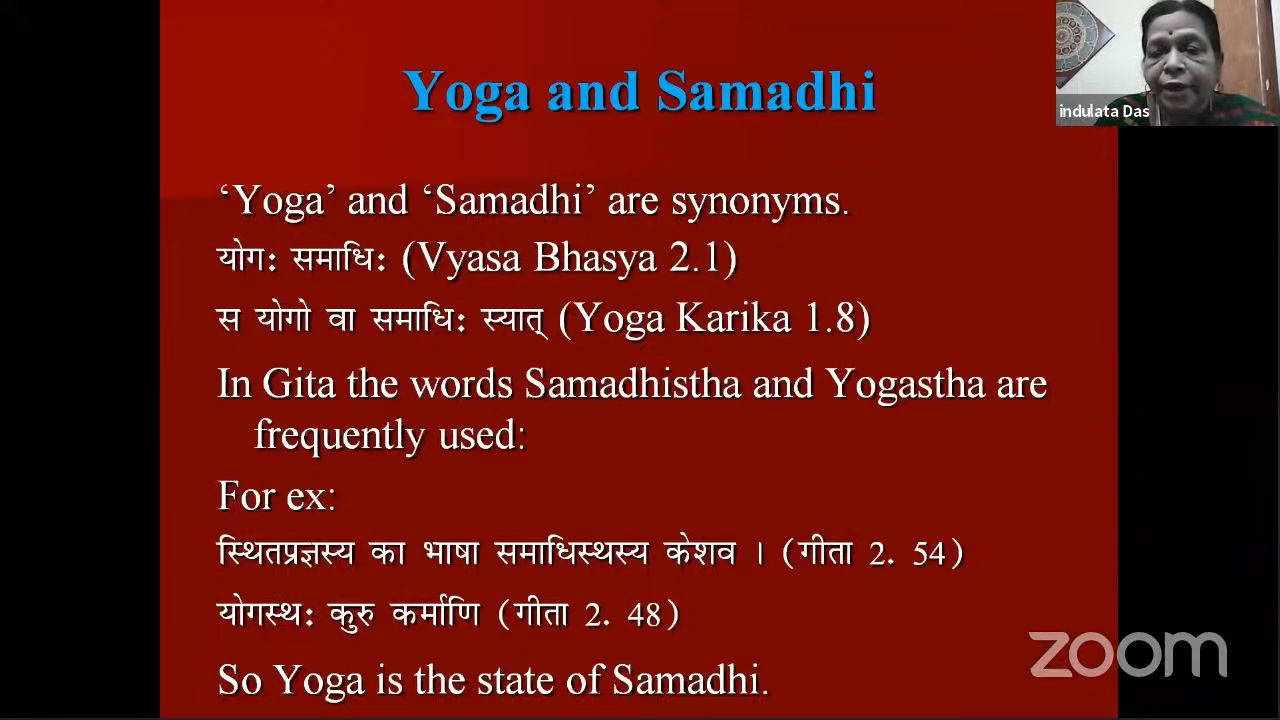 Yoga and Samadhi
indulata Das
‘Yoga’ and ‘Samadhi’ are synonyms.
योगः समाधिः (Vyasa Bhasya 2.1)
स योगो वा समाधिः स्यात् (Yoga Karika 1.8)
In Gita the words Samadhistha and Yogastha are
frequently used:
For ex:
स्थितप्रज्ञस्य का भाषा समाधिस्थस्य केशव । (गीता 2. 54)
योगस्थः कुरु कर्माणि (गीता 2. 48)
So Yoga is the state of Samadhi.
zoom